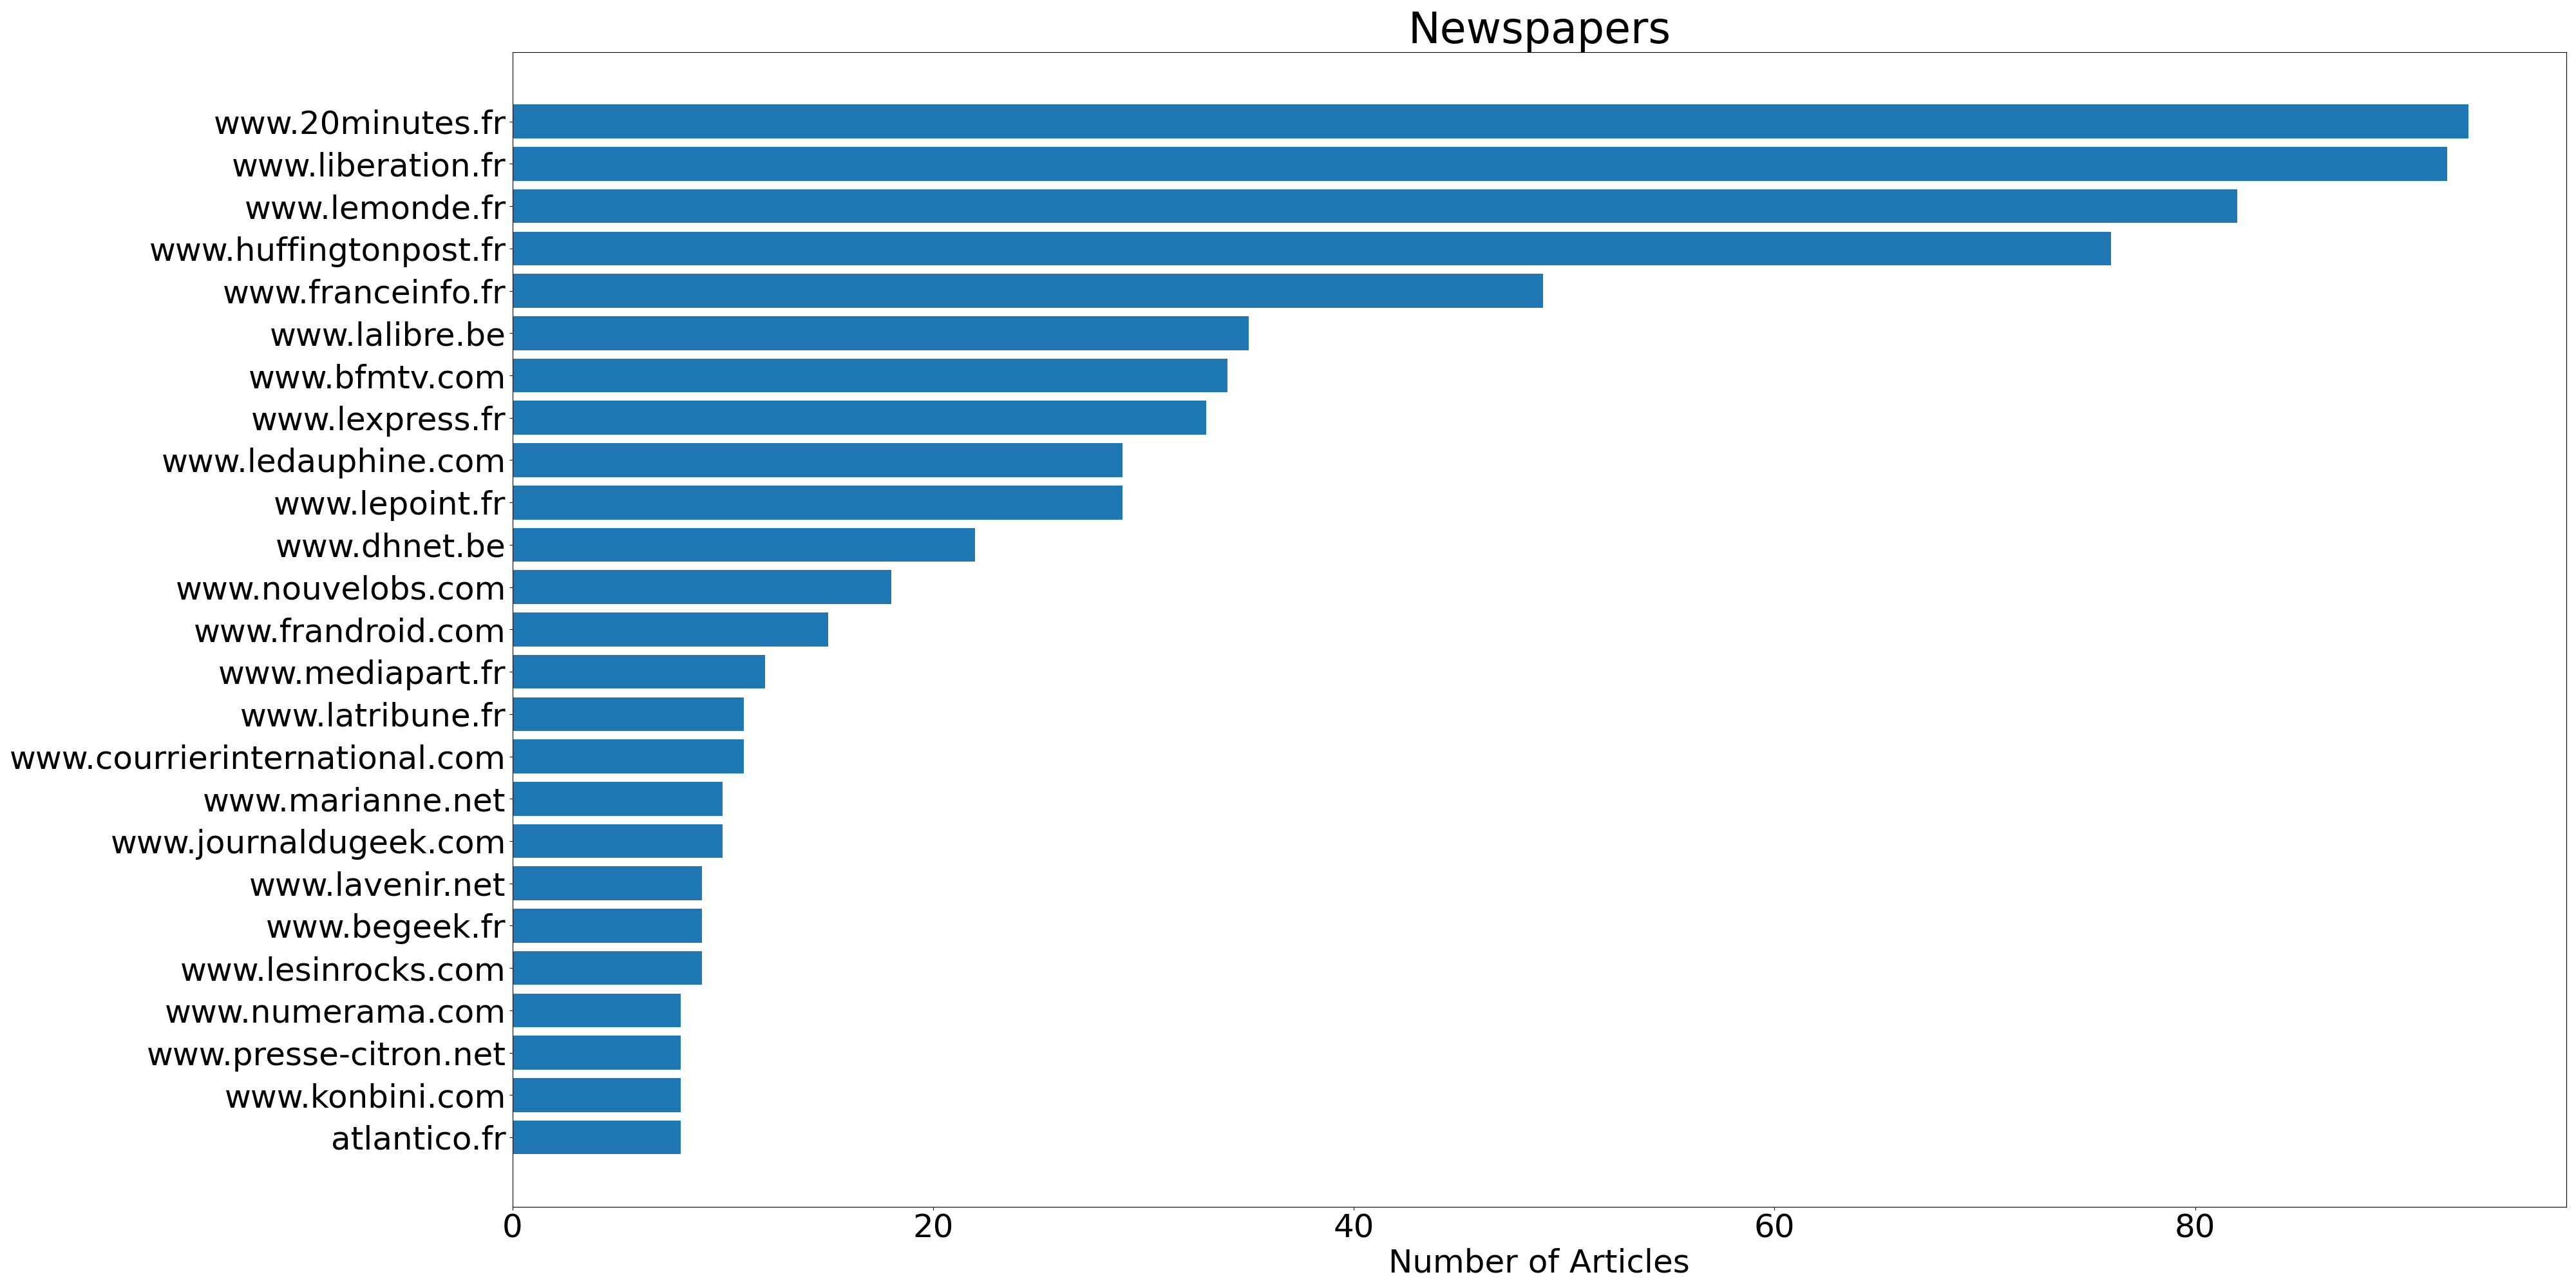 Newspapers
www.20minutes.fr
www.liberation.fr
www.lemonde.fr
www.huffingtonpost.fr
www.franceinfo.fr
www.lalibre.be
www.bfmtv.com
www.lexpress.fr
www.ledauphine.com
www.lepoint.fr
www.dhnet.be
www.nouvelobs.com
www.frandroid.com
www.mediapart.fr
www.latribune.fr
www.courrierinternational.com
www.marianne.net
www.journaldugeek.com
www.lavenir.net
www.begeek.fr
www.lesinrocks.com
www.numerama.com
www.presse-citron.net
www.konbini.com
atlantico.fr
0 20 40 60 80
Number of Articles